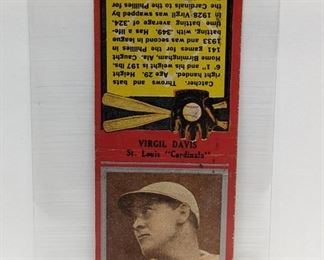 Catcher. Throws and bats
right handed. Age 29. Height
6' 1" and his weight is 197 lbs.
Home Birmingham, Ala. Caught
141 games for the Phillies in
1933 and was second in league in
batting, with .349. Has a life
time batting average of .324.
In 1928 Virgil was swapped by
the Cardinals to the Phillies for
VIRGIL DAVIS
St. Louis "Cardinals"